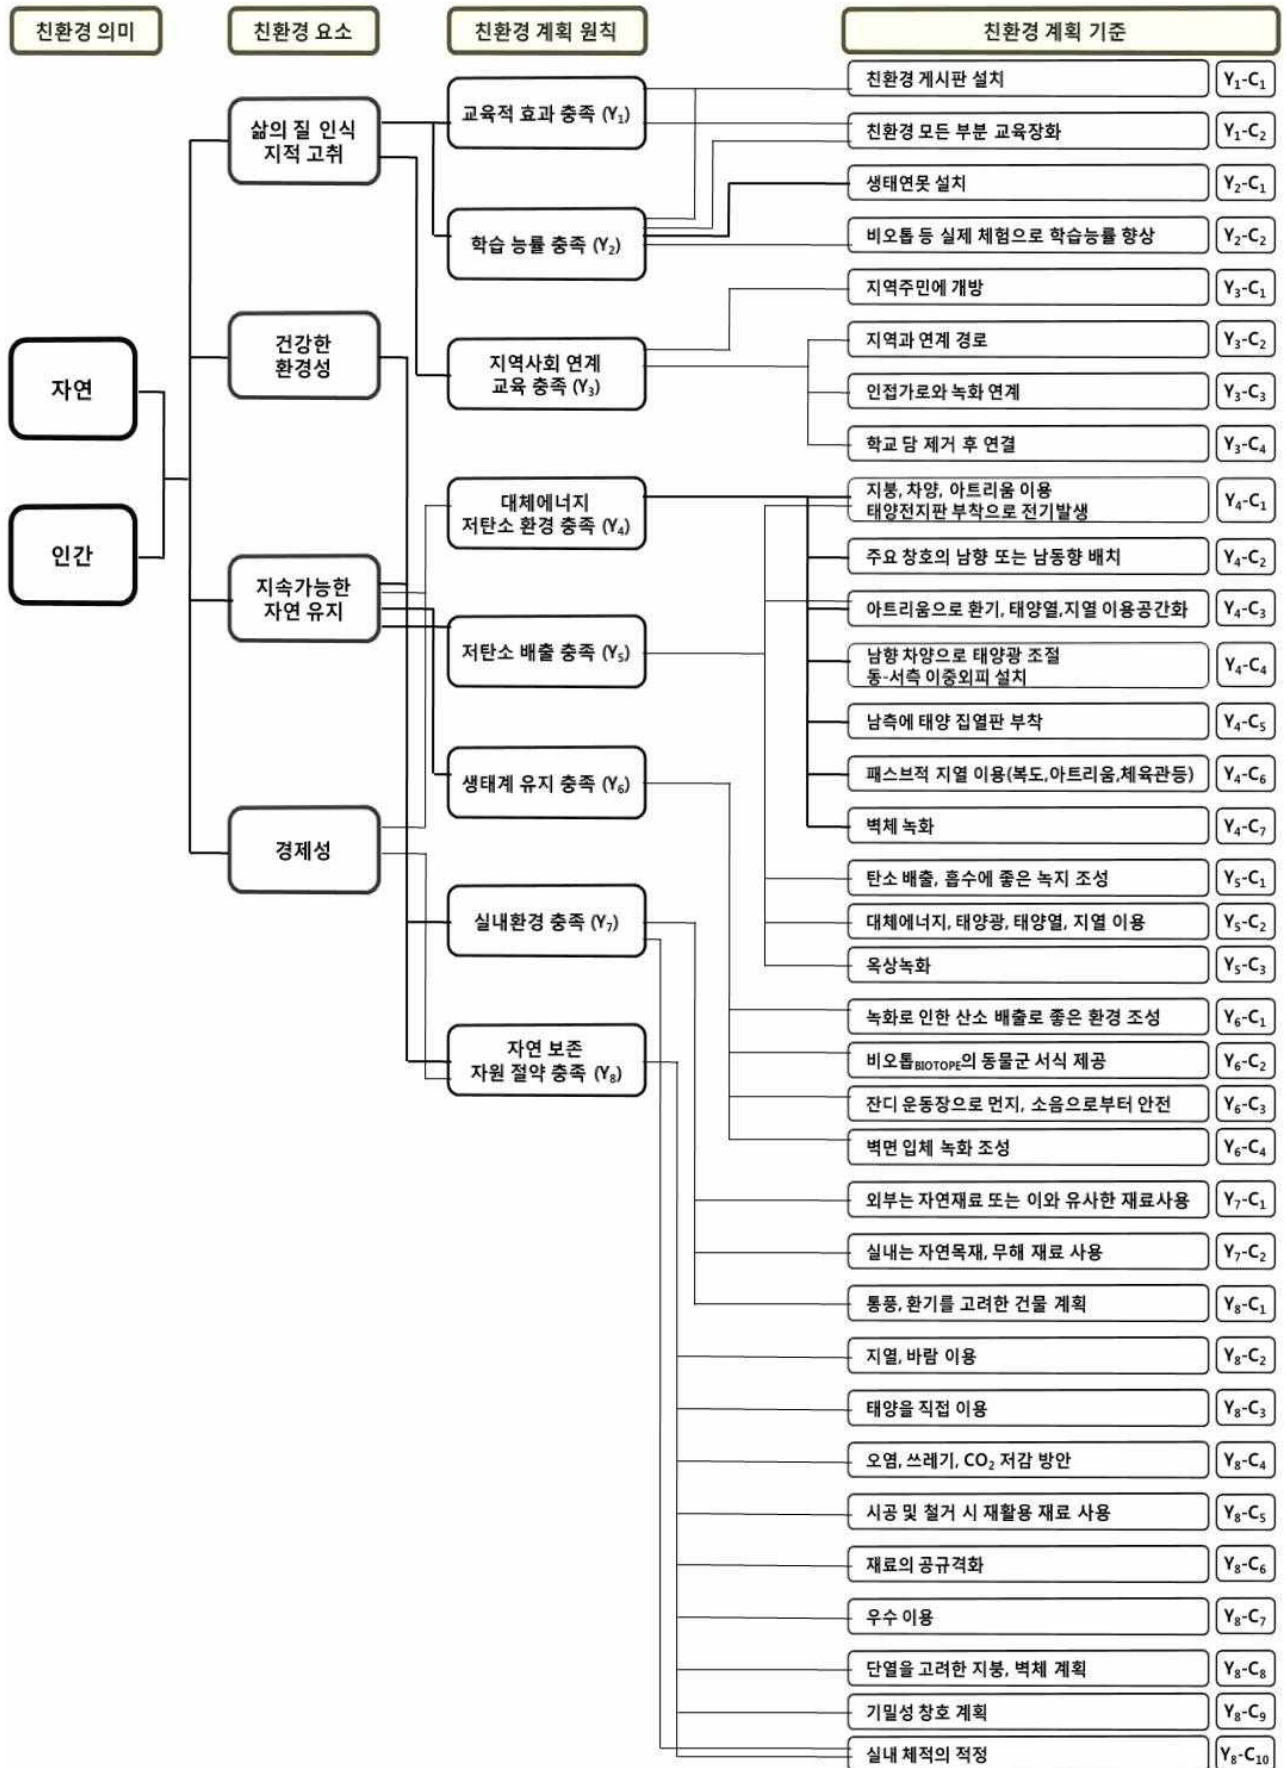 친환경 의미
친환경 요소
친환경 계획 원칙
친환경 계획 기준
자연
인간
삶의 질 인식
지적 고취
건강한
환경성
지속가능한
자연 유지
경제성
교육적 효과 충족 (Y₁)
학습 능률 충족 (Y₂)
지역사회 연계
교육 충족 (Y₃)
대체에너지
저탄소 환경 충족 (Y₄)
저탄소 배출 충족 (Y₅)
생태계 유지 충족 (Y₆)
실내환경 충족 (Y₇)
자연 보존
자원 절약 충족 (Y₈)
친환경 게시판 설치 Y₁-C₁
친환경 모든 부분 교육장화 Y₁-C₂
생태연못 설치 Y₂-C₁
비오톱 등 실제 체험으로 학습능률 향상 Y₂-C₂
지역주민에 개방 Y₃-C₁
지역과 연계 경로 Y₃-C₂
인접가로와 녹화 연계 Y₃-C₃
학교 담 제거 후 연결 Y₃-C₄
지붕, 차양, 아트리움 이용
태양전지판 부착으로 전기발생 Y₄-C₁
주요 창호의 남향 또는 남동향 배치 Y₄-C₂
아트리움으로 환기, 태양열,지열 이용공간화 Y₄-C₃
남향 차양으로 태양광 조절
동-서측 이중외피 설치 Y₄-C₄
남측에 태양 집열판 부착 Y₄-C₅
패스브적 지열 이용(복도,아트리움,체육관등) Y₄-C₆
벽체 녹화 Y₄-C₇
탄소 배출, 흡수에 좋은 녹지 조성 Y₅-C₁
대체에너지, 태양광, 태양열, 지열 이용 Y₅-C₂
옥상녹화 Y₅-C₃
녹화로 인한 산소 배출로 좋은 환경 조성 Y₆-C₁
비오톱BIOTOPE의 동물군 서식 제공 Y₆-C₂
잔디 운동장으로 먼지, 소음으로부터 안전 Y₆-C₃
벽면 입체 녹화 조성 Y₆-C₄
외부는 자연재료 또는 이와 유사한 재료사용 Y₇-C₁
실내는 자연목재, 무해 재료 사용 Y₇-C₂
통풍, 환기를 고려한 건물 계획 Y₈-C₁
지열, 바람 이용 Y₈-C₂
태양을 직접 이용 Y₈-C₃
오염, 쓰레기, CO₂ 저감 방안 Y₈-C₄
시공 및 철거 시 재활용 재료 사용 Y₈-C₅
재료의 공규격화 Y₈-C₆
우수 이용 Y₈-C₇
단열을 고려한 지붕, 벽체 계획 Y₈-C₈
기밀성 창호 계획 Y₈-C₉
실내 체적의 적정 Y₈-C₁₀